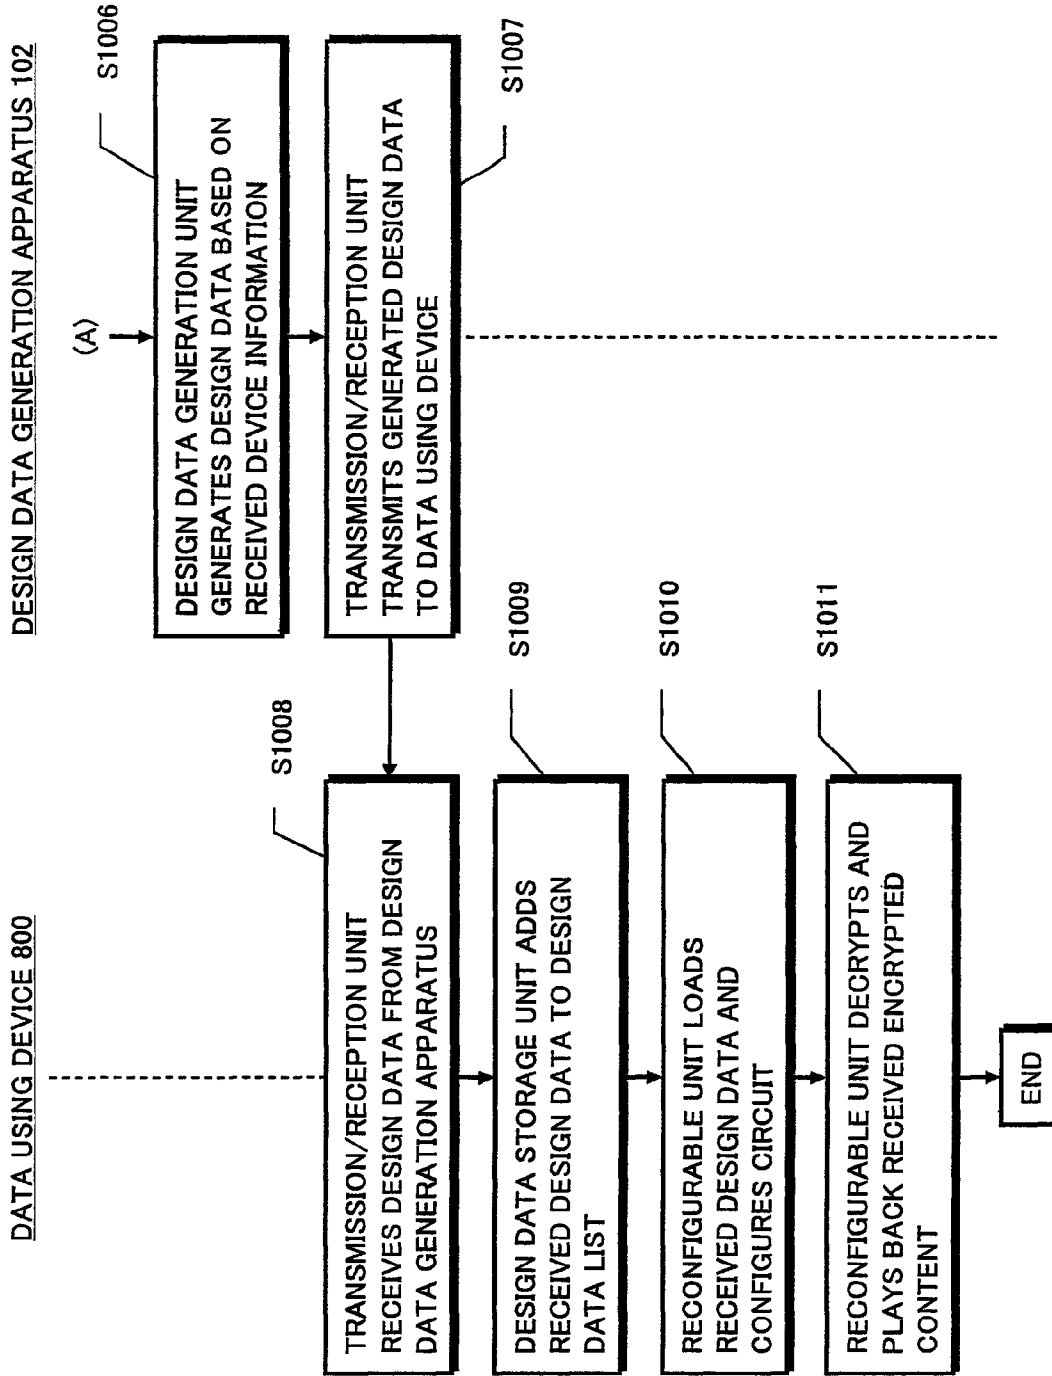 DATA USING DEVICE 800
DESIGN DATA GENERATION APPARATUS 102
(A)
S1006
DESIGN DATA GENERATION UNIT
GENERATES DESIGN DATA BASED ON
RECEIVED DEVICE INFORMATION
S1007
TRANSMISSION/RECEPTION UNIT
TRANSMITS GENERATED DESIGN DATA
TO DATA USING DEVICE
S1008
TRANSMISSION/RECEPTION UNIT
RECEIVES DESIGN DATA FROM DESIGN
DATA GENERATION APPARATUS
S1009
DESIGN DATA STORAGE UNIT ADDS
RECEIVED DESIGN DATA TO DESIGN
DATA LIST
S1010
RECONFIGURABLE UNIT LOADS
RECEIVED DESIGN DATA AND
CONFIGURES CIRCUIT
S1011
RECONFIGURABLE UNIT DECRYPTS AND
PLAYS BACK RECEIVED ENCRYPTED
CONTENT
END